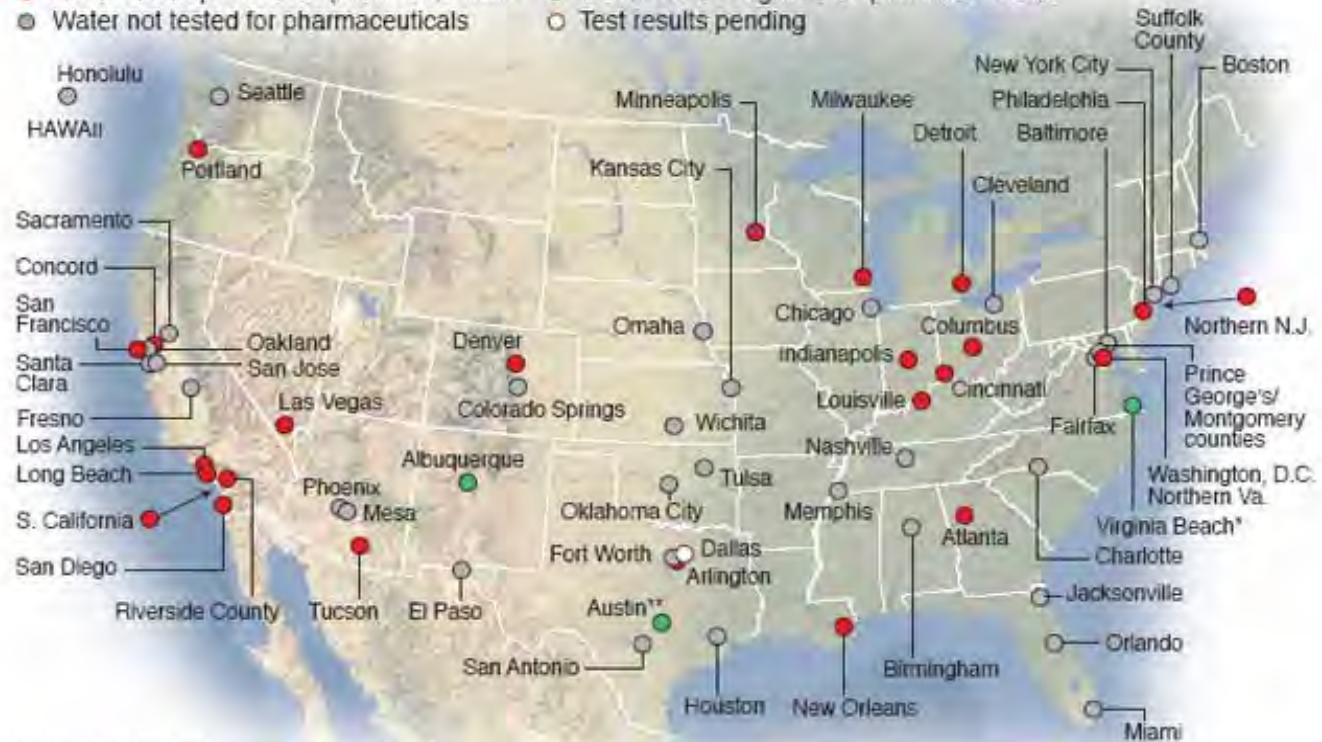 Water not tested for pharmaceuticals
Test results pending
Suffolk
County
Honolulu
HAWAII
Seattle
New York City
Boston
Minneapolis
Milwaukee
Philadelphia
Detroit
Baltimore
Portland
Kansas City
Cleveland
Sacramento
Concord
San
Francisco
Oakland
Santa
Clara
San Jose
Fresno
Los Angeles
Long Beach
S. California
San Diego
Riverside County
Las Vegas
Phoenix
Mesa
Tucson
Denver
Colorado Springs
Albuquerque
El Paso
Omaha
Wichita
Tulsa
Oklahoma City
Fort Worth
Dallas
Arlington
Austin**
San Antonio
Houston
New Orleans
Chicago
Columbus
Indianapolis
Cincinnati
Louisville
Nashville
Memphis
Atlanta
Birmingham
Northern N.J.
Prince
George's/
Montgomery
counties
Fairfax
Washington, D.C.
Northern Va.
Virginia Beach*
Charlotte
Jacksonville
Orlando
Miami